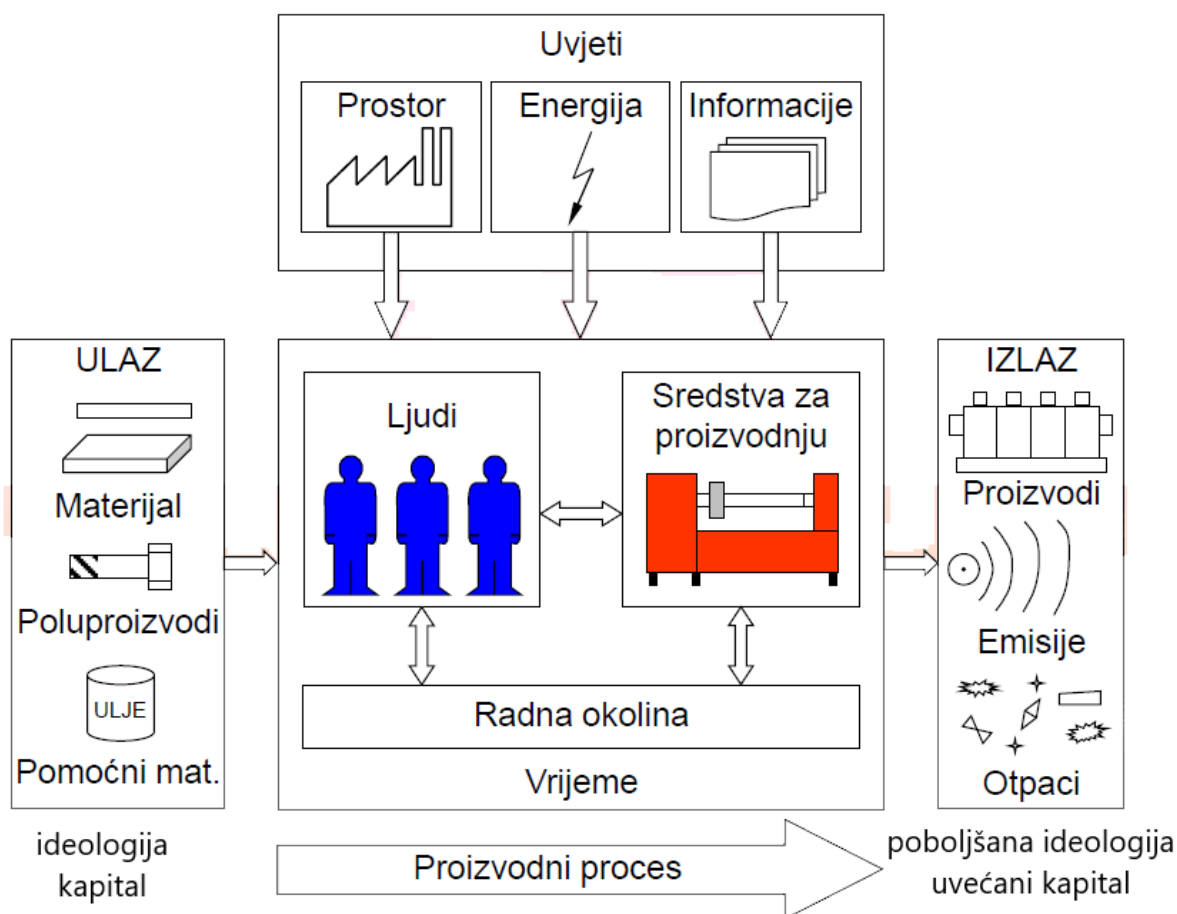 Uvjeti
Prostor
Energija
Informacije
ULAZ
Materijal
Poluproizvodi
ULJE
Pomoćni mat.
Ljudi
Sredstva za
proizvodnju
Radna okolina
Vrijeme
IZLAZ
Proizvodi
Emisije
Otpaci
ideologija
kapital
Proizvodni proces
poboljšana ideologija
uvećani kapital